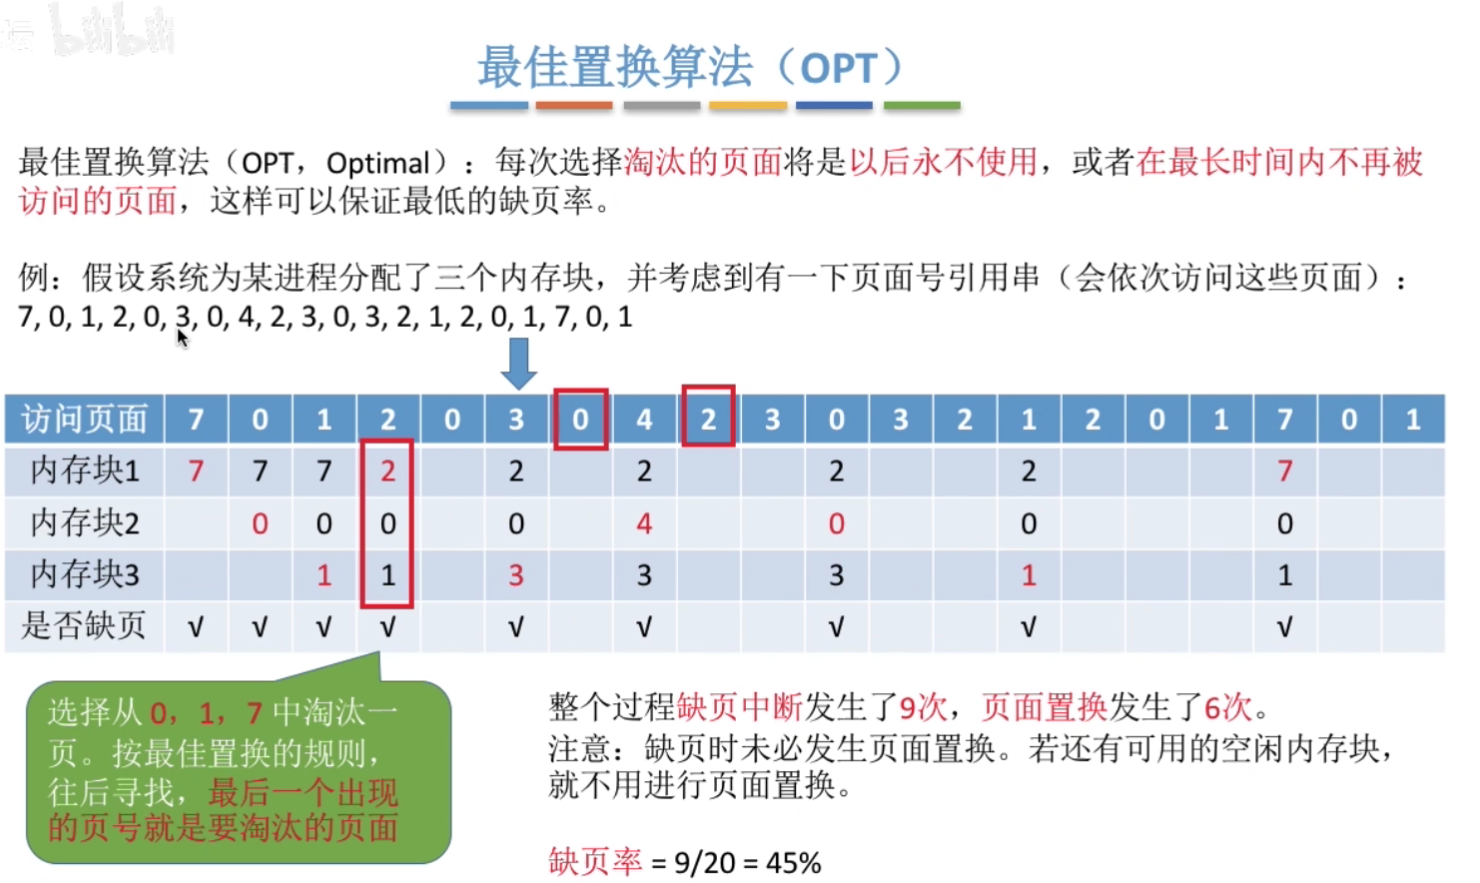 坛 bilibili
最佳置换算法（OPT）
最佳置换算法（OPT，Optimal）：每次选择淘汰的页面将是以后永不使用，或者在最长时间内不再被
访问的页面，这样可以保证最低的缺页率。
例：假设系统为某进程分配了三个内存块，并考虑到有一下页面号引用串（会依次访问这些页面）：
7, 0, 1, 2, 0, 3, 0, 4, 2, 3, 0, 3, 2, 1, 2, 0, 1, 7, 0, 1
访问页面 7 0 1 2 0 3 0 4 2 3 0 3 2 1 2 0 1 7 0 1
内存块1 7 7 7 2 2 2 2 2 7
内存块2 0 0 0 0 4 0 0 0
内存块3 1 1 3 3 3 1 1
是否缺页 √ √ √ √ √ √ √ √ √
选择从 0，1，7 中淘汰一
页。按最佳置换的规则，
往后寻找，最后一个出现
的页号就是要淘汰的页面
整个过程缺页中断发生了9次，页面置换发生了6次。
注意：缺页时未必发生页面置换。若还有可用的空闲内存块，
就不用进行页面置换。
缺页率 = 9/20 = 45%